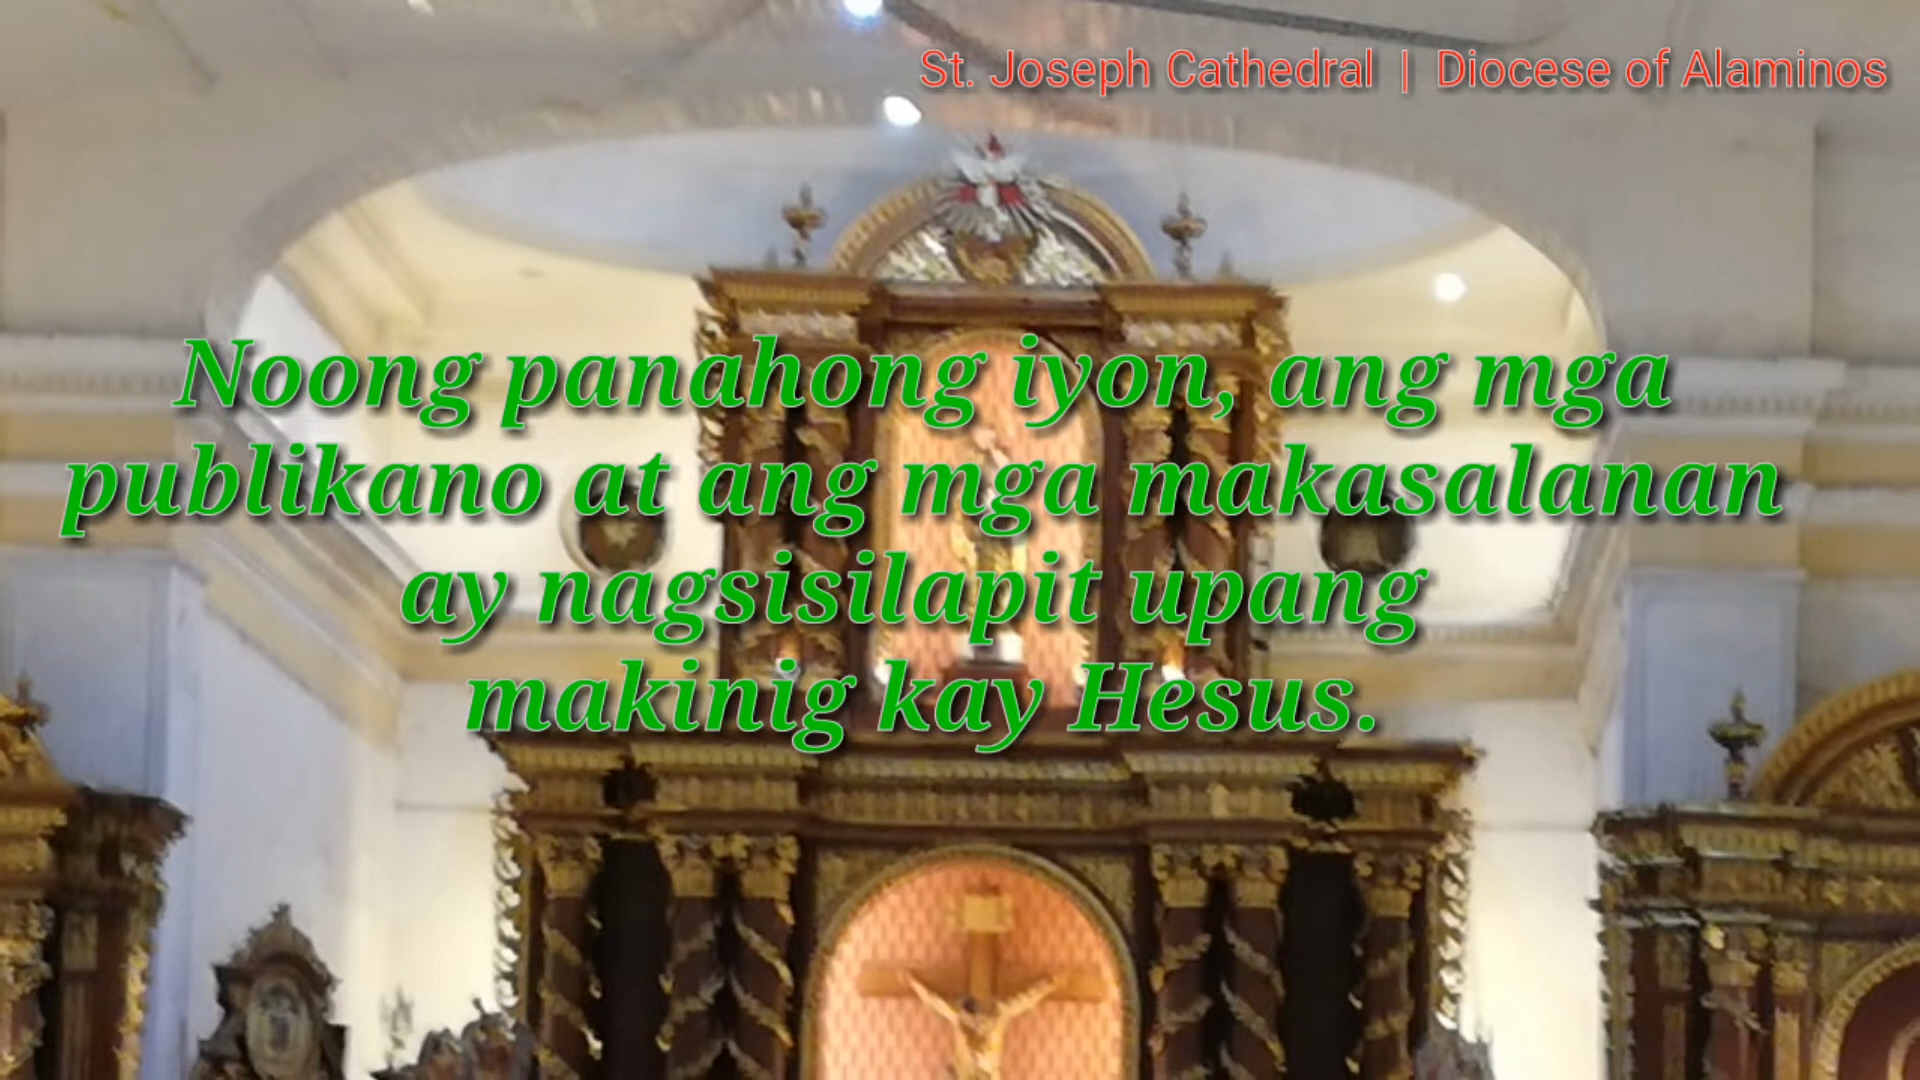 St. Joseph Cathedral | Diocese of Alaminos
Noong panahong iyon, ang mga
publikano at ang mga makasalanan
ay nagsisilapit upang
makinig kay Hesus.